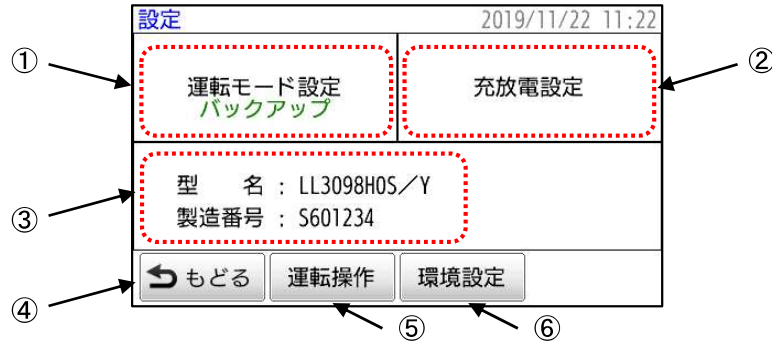 設定 2019/11/22 11:22
① ②
運転モード設定 充放電設定
バックアップ
型　　名 : LL3098HOS／Y
③ 製造番号 : S601234
④ もどる 運転操作 環境設定
⑤ ⑥